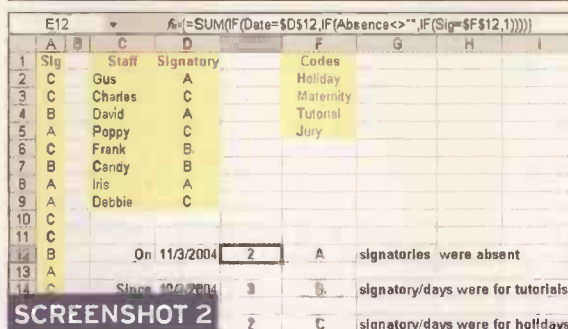 E12 {=SUM(IF(Date=$D$12,IF(Absence<>"",IF(Sig=$F$12,1))))}
A B C D F G H I
1 Sig Staff Signatory Codes
2 C Gus A Holiday
3 C Charles C Maternity
4 B David A Tutorial
5 A Poppy C Jury
6 C Frank B
7 B Candy B
8 A Iris A
9 A Debbie C
10 C
11 C
12 B On 11/3/2004 2 A signatories were absent
13 A
14 C Since 3 B signatory/days were for tutorials
SCREENSHOT 2
2 C signatory/days were for holidays